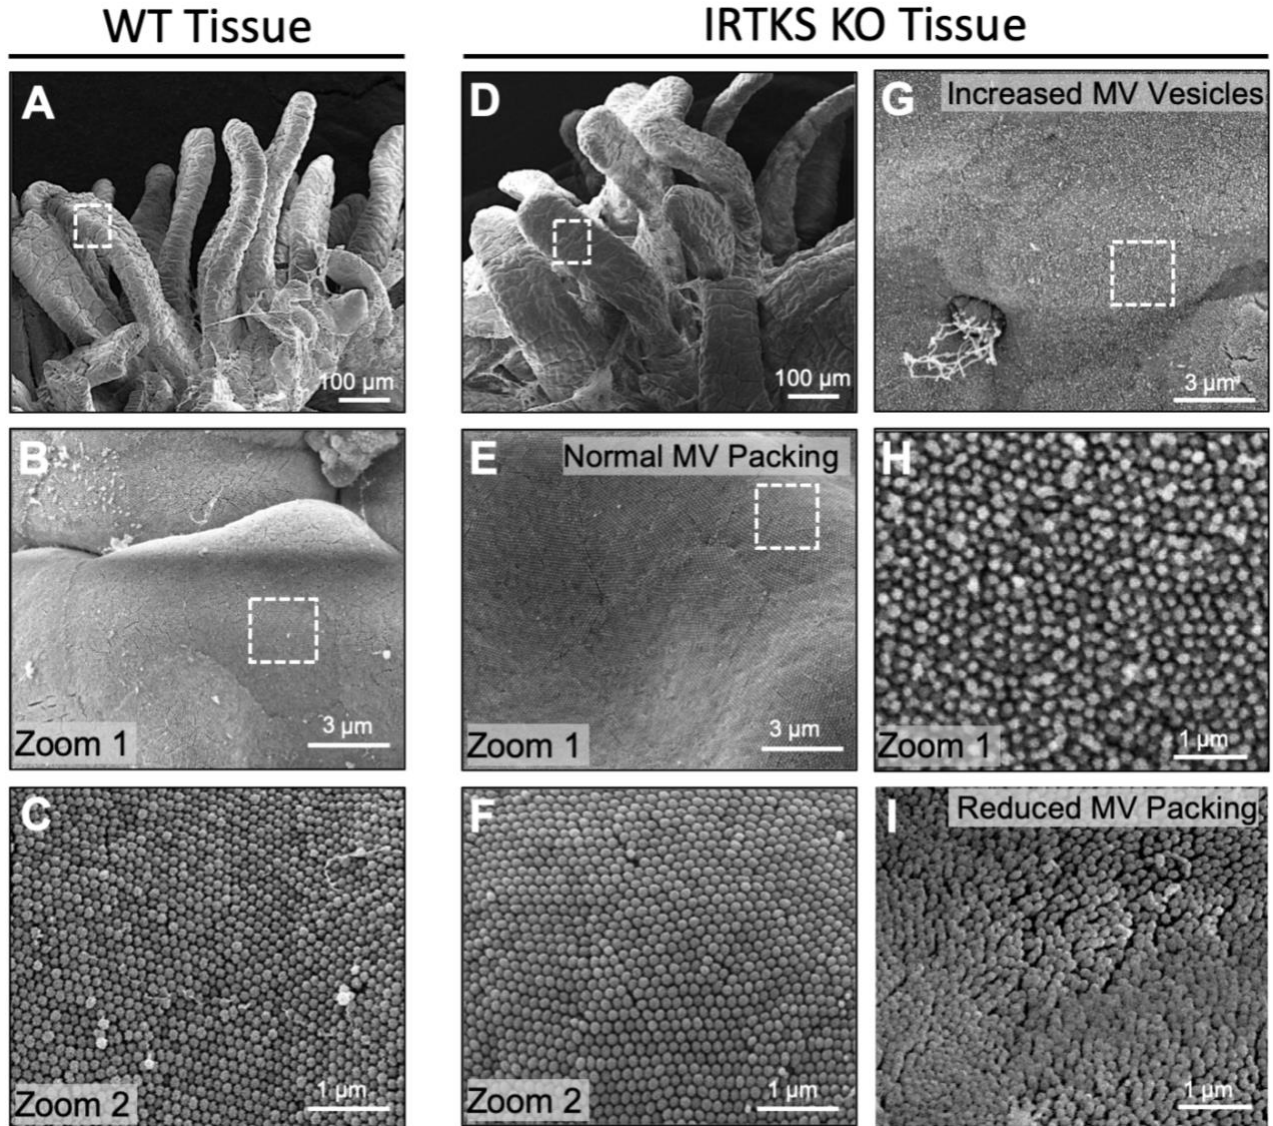 WT Tissue
IRTKS KO Tissue
A
100 µm
D
100 µm
G
Increased MV Vesicles
3 µm
B
3 µm
Zoom 1
E
Normal MV Packing
3 µm
Zoom 1
H
1 µm
Zoom 1
C
1 µm
Zoom 2
F
1 µm
Zoom 2
I
Reduced MV Packing
1 µm